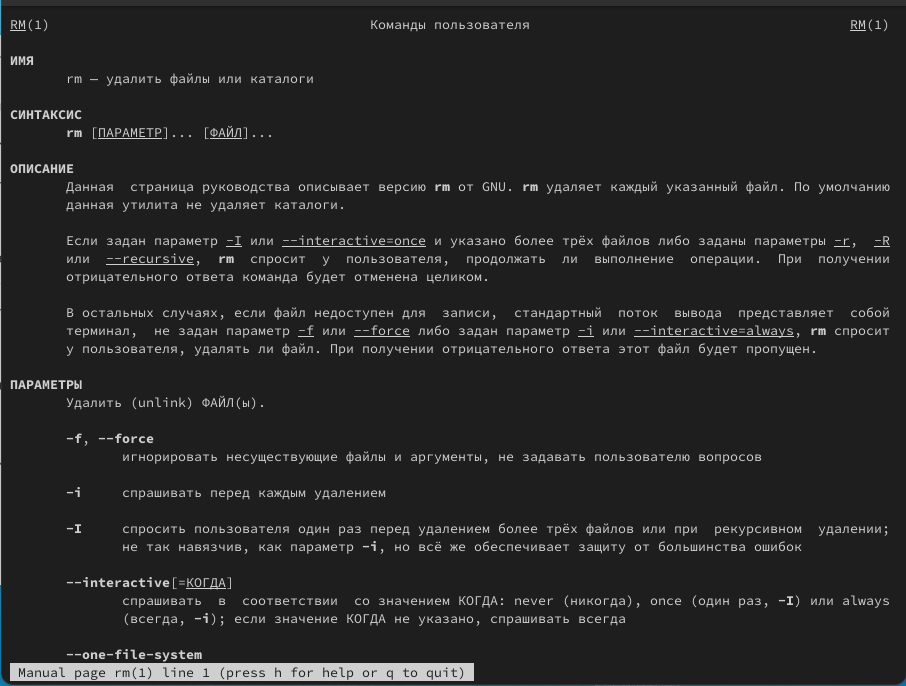 RM(1) Команды пользователя RM(1)
ИМЯ
rm — удалить файлы или каталоги
СИНТАКСИС
rm [ПАРАМЕТР]... [ФАЙЛ]...
ОПИСАНИЕ
Данная страница руководства описывает версию rm от GNU. rm удаляет каждый указанный файл. По умолчанию
данная утилита не удаляет каталоги.
Если задан параметр -I или --interactive=once и указано более трёх файлов либо заданы параметры -r, -R
или --recursive, rm спросит у пользователя, продолжать ли выполнение операции. При получении
отрицательного ответа команда будет отменена целиком.
В остальных случаях, если файл недоступен для записи, стандартный поток вывода представляет собой
терминал, не задан параметр -f или --force либо задан параметр -i или --interactive=always, rm спросит
у пользователя, удалять ли файл. При получении отрицательного ответа этот файл будет пропущен.
ПАРАМЕТРЫ
Удалить (unlink) ФАЙЛ(ы).
-f, --force
игнорировать несуществующие файлы и аргументы, не задавать пользователю вопросов
-i спрашивать перед каждым удалением
-I спросить пользователя один раз перед удалением более трёх файлов или при рекурсивном удалении;
не так навязчив, как параметр -i, но всё же обеспечивает защиту от большинства ошибок
--interactive[=КОГДА]
спрашивать в соответствии со значением КОГДА: never (никогда), once (один раз, -I) или always
(всегда, -i); если значение КОГДА не указано, спрашивать всегда
--one-file-system
Manual page rm(1) line 1 (press h for help or q to quit)